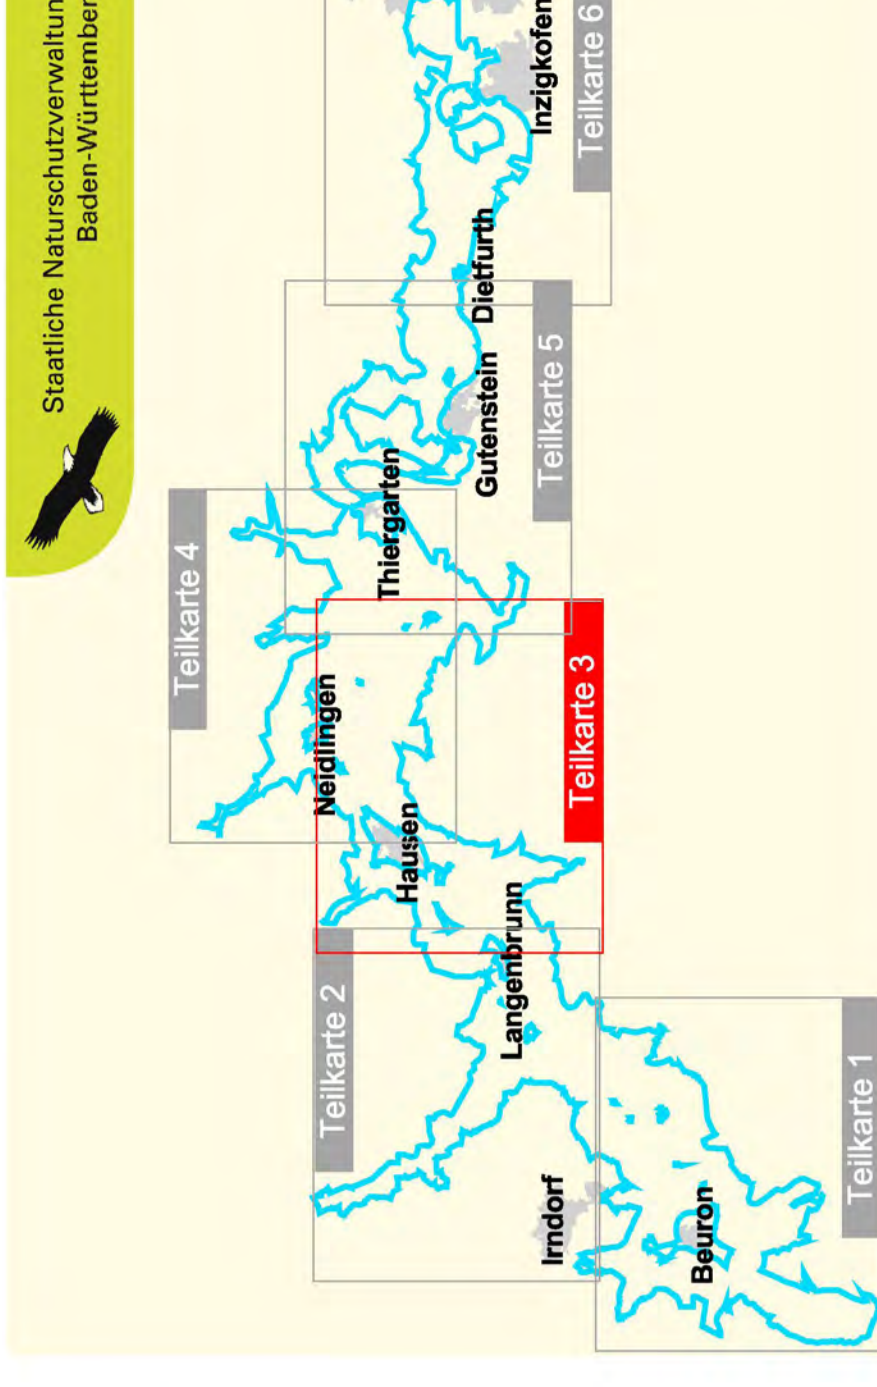 Staatliche Naturschutzverwaltun
Baden-Württember
Teilkarte 4
Teilkarte 6
Inzigkofen
Dietfurth
Gutenstein
Teilkarte 5
Thiergarten
Neidlingen
Hausen
Teilkarte 3
Langenbrunn
Teilkarte 2
Irndorf
Beuron
Teilkarte 1